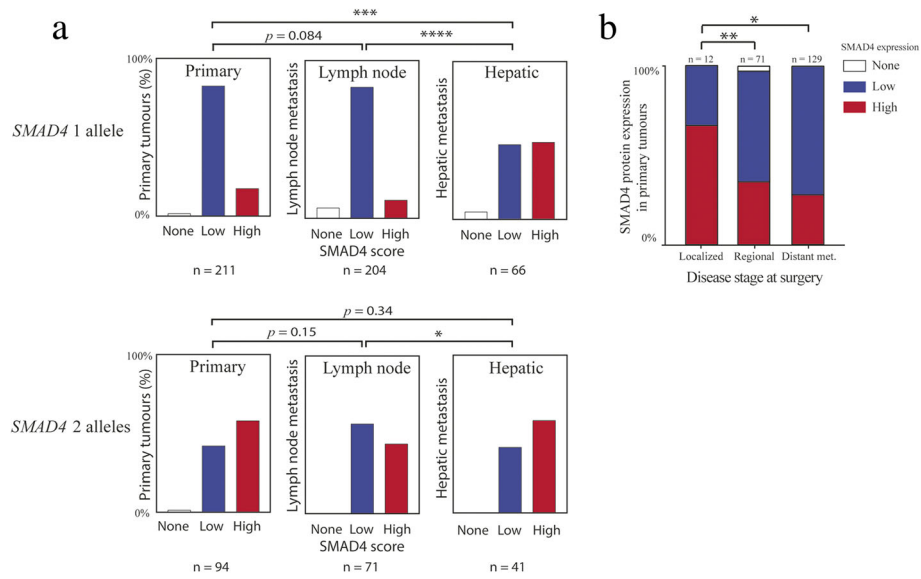 a
***
p = 0.084
****
SMAD4 1 allele
Primary tumours (%)
100%
0%
Primary
None Low High
n = 211
Lymph node metastasis
Lymph node
None Low High
SMAD4 score
n = 204
Hepatic metastasis
Hepatic
None Low High
n = 66
p = 0.34
p = 0.15
*
SMAD4 2 alleles
Primary tumours (%)
100%
0%
Primary
None Low High
n = 94
Lymph node metastasis
Lymph node
None Low High
SMAD4 score
n = 71
Hepatic metastasis
Hepatic
None Low High
n = 41
b
*
**
n = 12 n = 71 n = 129
SMAD4 protein expression
in primary tumours
100%
0%
Localized Regional Distant met.
Disease stage at surgery
SMAD4 expression
None
Low
High